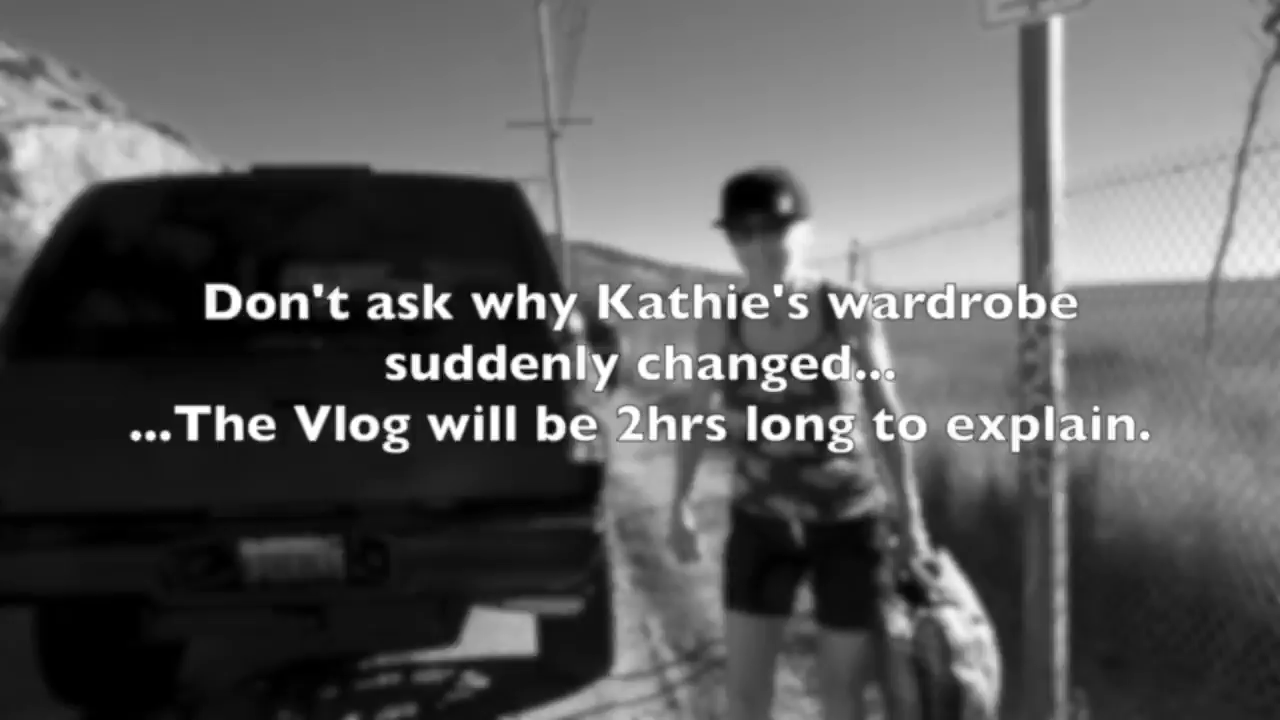 Don't ask why Kathie's wardrobe
suddenly changed...
...The Vlog will be 2hrs long to explain.